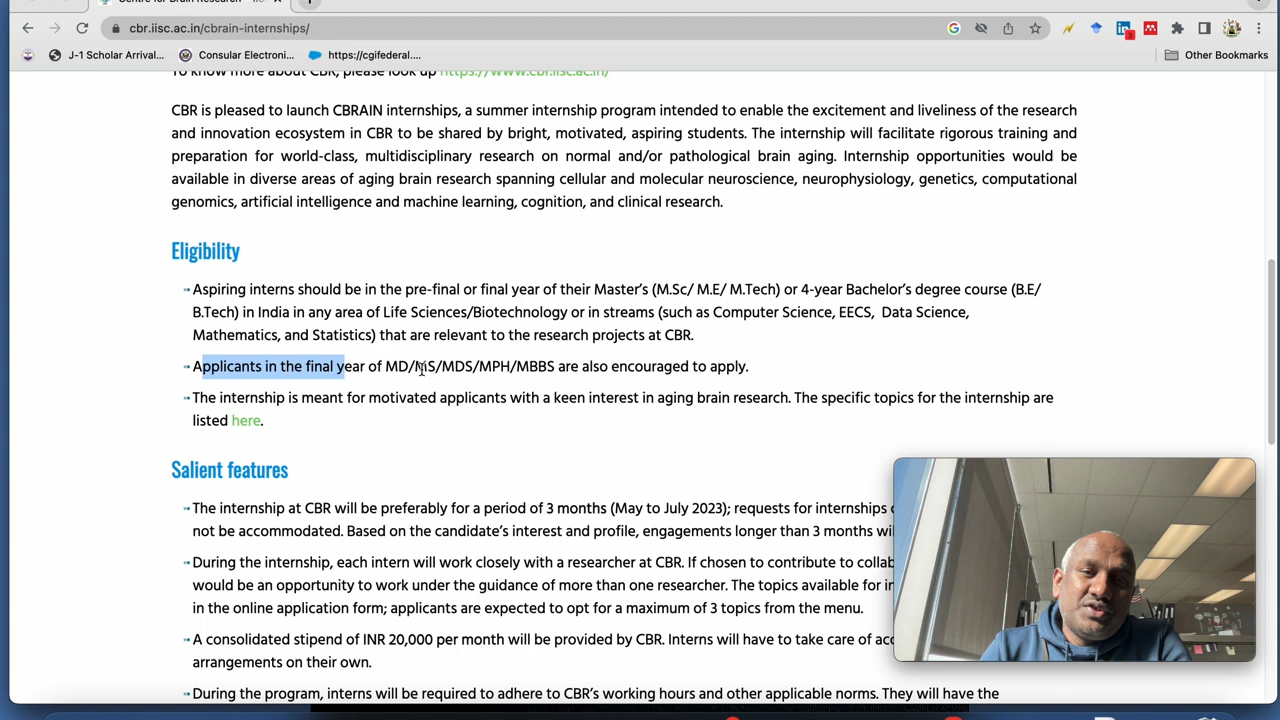 cbr.iisc.ac.in/cbrain-internships/
J-1 Scholar Arrival... Consular Electroni... https://cgifederal.... Other Bookmarks
To know more about CBR, please look up https://www.cbr.iisc.ac.in/
CBR is pleased to launch CBRAIN internships, a summer internship program intended to enable the excitement and liveliness of the research
and innovation ecosystem in CBR to be shared by bright, motivated, aspiring students. The internship will facilitate rigorous training and
preparation for world-class, multidisciplinary research on normal and/or pathological brain aging. Internship opportunities would be
available in diverse areas of aging brain research spanning cellular and molecular neuroscience, neurophysiology, genetics, computational
genomics, artificial intelligence and machine learning, cognition, and clinical research.
Eligibility
Aspiring interns should be in the pre-final or final year of their Master's (M.Sc/ M.E/ M.Tech) or 4-year Bachelor's degree course (B.E/
B.Tech) in India in any area of Life Sciences/Biotechnology or in streams (such as Computer Science, EECS, Data Science,
Mathematics, and Statistics) that are relevant to the research projects at CBR.
Applicants in the final year of MD/MS/MDS/MPH/MBBS are also encouraged to apply.
The internship is meant for motivated applicants with a keen interest in aging brain research. The specific topics for the internship are
listed here.
Salient features
The internship at CBR will be preferably for a period of 3 months (May to July 2023); requests for internships
not be accommodated. Based on the candidate's interest and profile, engagements longer than 3 months
During the internship, each intern will work closely with a researcher at CBR. If chosen to contribute to
would be an opportunity to work under the guidance of more than one researcher. The topics available for
in the online application form; applicants are expected to opt for a maximum of 3 topics from the menu.
A consolidated stipend of INR 20,000 per month will be provided by CBR. Interns will have to take care of
arrangements on their own.
During the program, interns will be required to adhere to CBR's working hours and other applicable norms. They will have the